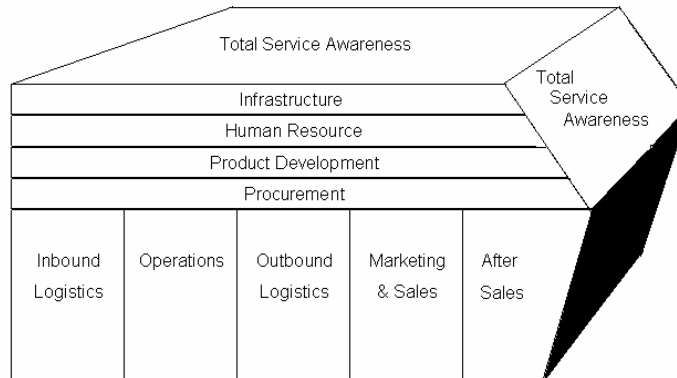 Total Service Awareness
Total
Service
Awareness
Infrastructure
Human Resource
Product Development
Procurement
Inbound
Logistics
Operations
Outbound
Logistics
Marketing
& Sales
After
Sales